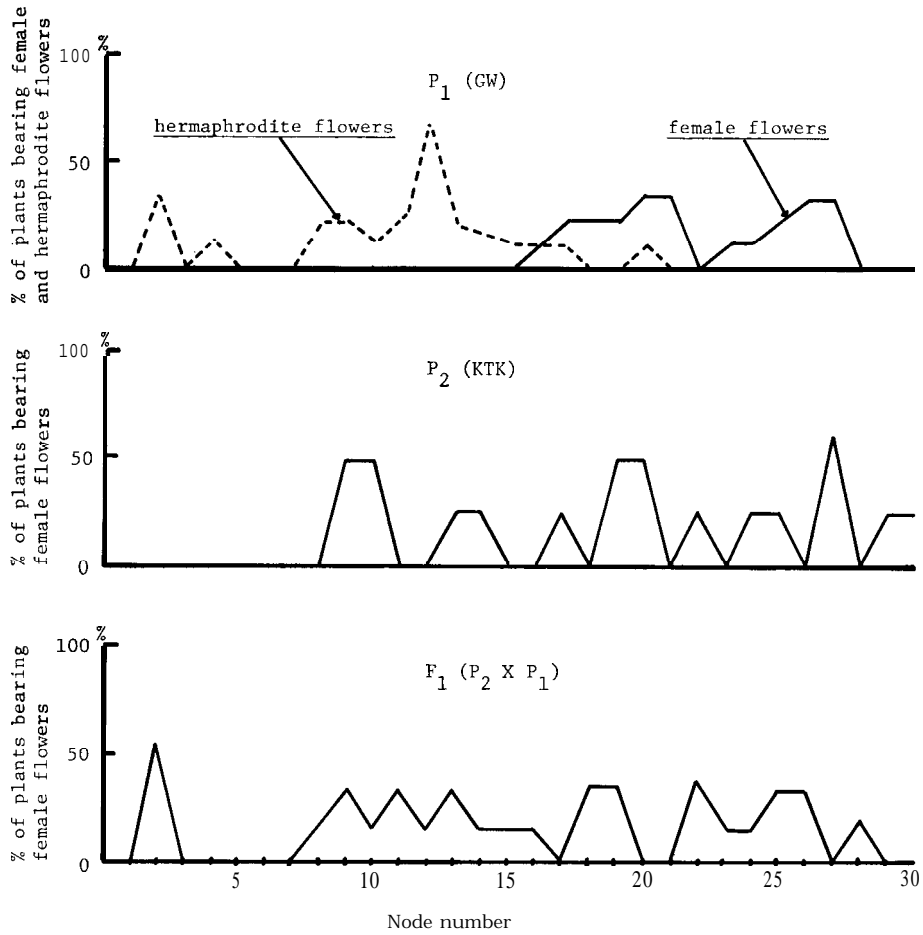 % of plants bearing female
and hermaphrodite flowers
%
100
50
0
P1 (GW)
hermaphrodite flowers
female flowers
% of plants bearing
female flowers
%
100
50
0
P2 (KTK)
% of plants bearing
female flowers
%
100
50
0
F1 (P2 X P1)
5 10 15 20 25 30
Node number